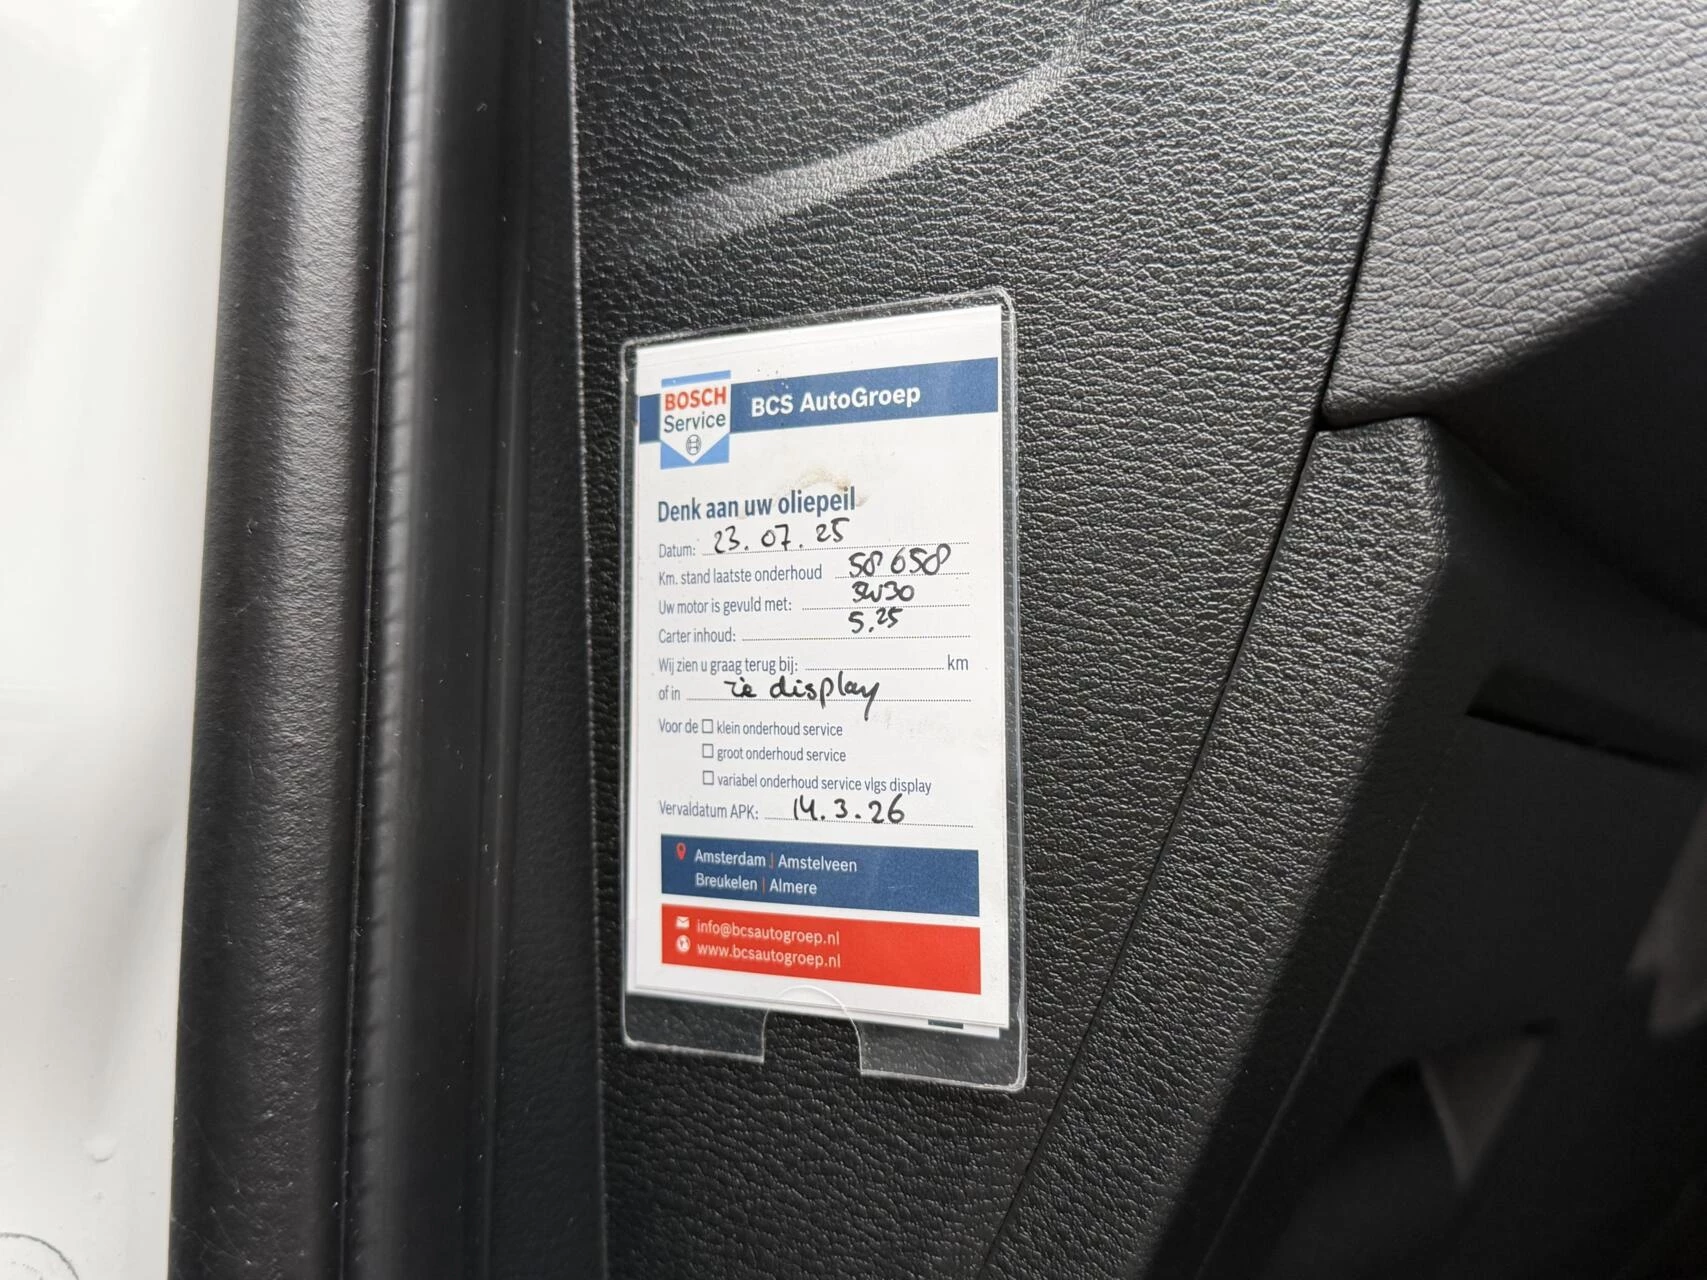 BOSCH
Service
BCS AutoGroep
Denk aan uw oliepeil
Datum: 23.07.25
Km. stand laatste onderhoud 58658
Uw motor is gevuld met: 5W30
Carter inhoud: 5.25
Wij zien u graag terug bij: km
of in zie display
Voor de klein onderhoud service
groot onderhoud service
variabel onderhoud service vlgs display
Vervaldatum APK: 14.3.26
Amsterdam | Amstelveen
Breukelen | Almere
info@bcsautogroep.nl
www.bcsautogroep.nl